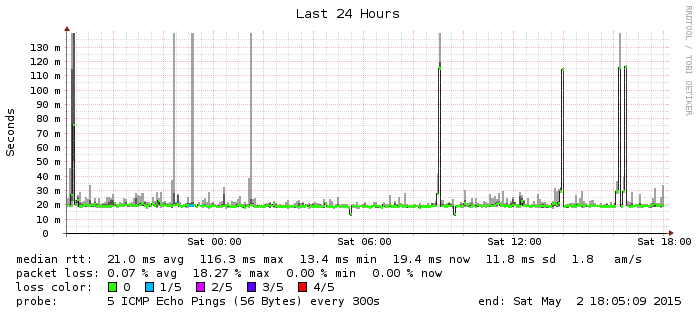 Last 24 Hours
RRDTOOL / TOBI OETIKER
Seconds
130 m
120 m
110 m
100 m
90 m
80 m
70 m
60 m
50 m
40 m
30 m
20 m
10 m
0
Sat 00:00 Sat 06:00 Sat 12:00 Sat 18:00
median rtt: 21.0 ms avg 116.3 ms max 13.4 ms min 19.4 ms now 11.8 ms sd 1.8 am/s
packet loss: 0.07 % avg 18.27 % max 0.00 % min 0.00 % now
loss color: 0 1/5 2/5 3/5 4/5
probe: 5 ICMP Echo Pings (56 Bytes) every 300s end: Sat May 2 18:05:09 2015